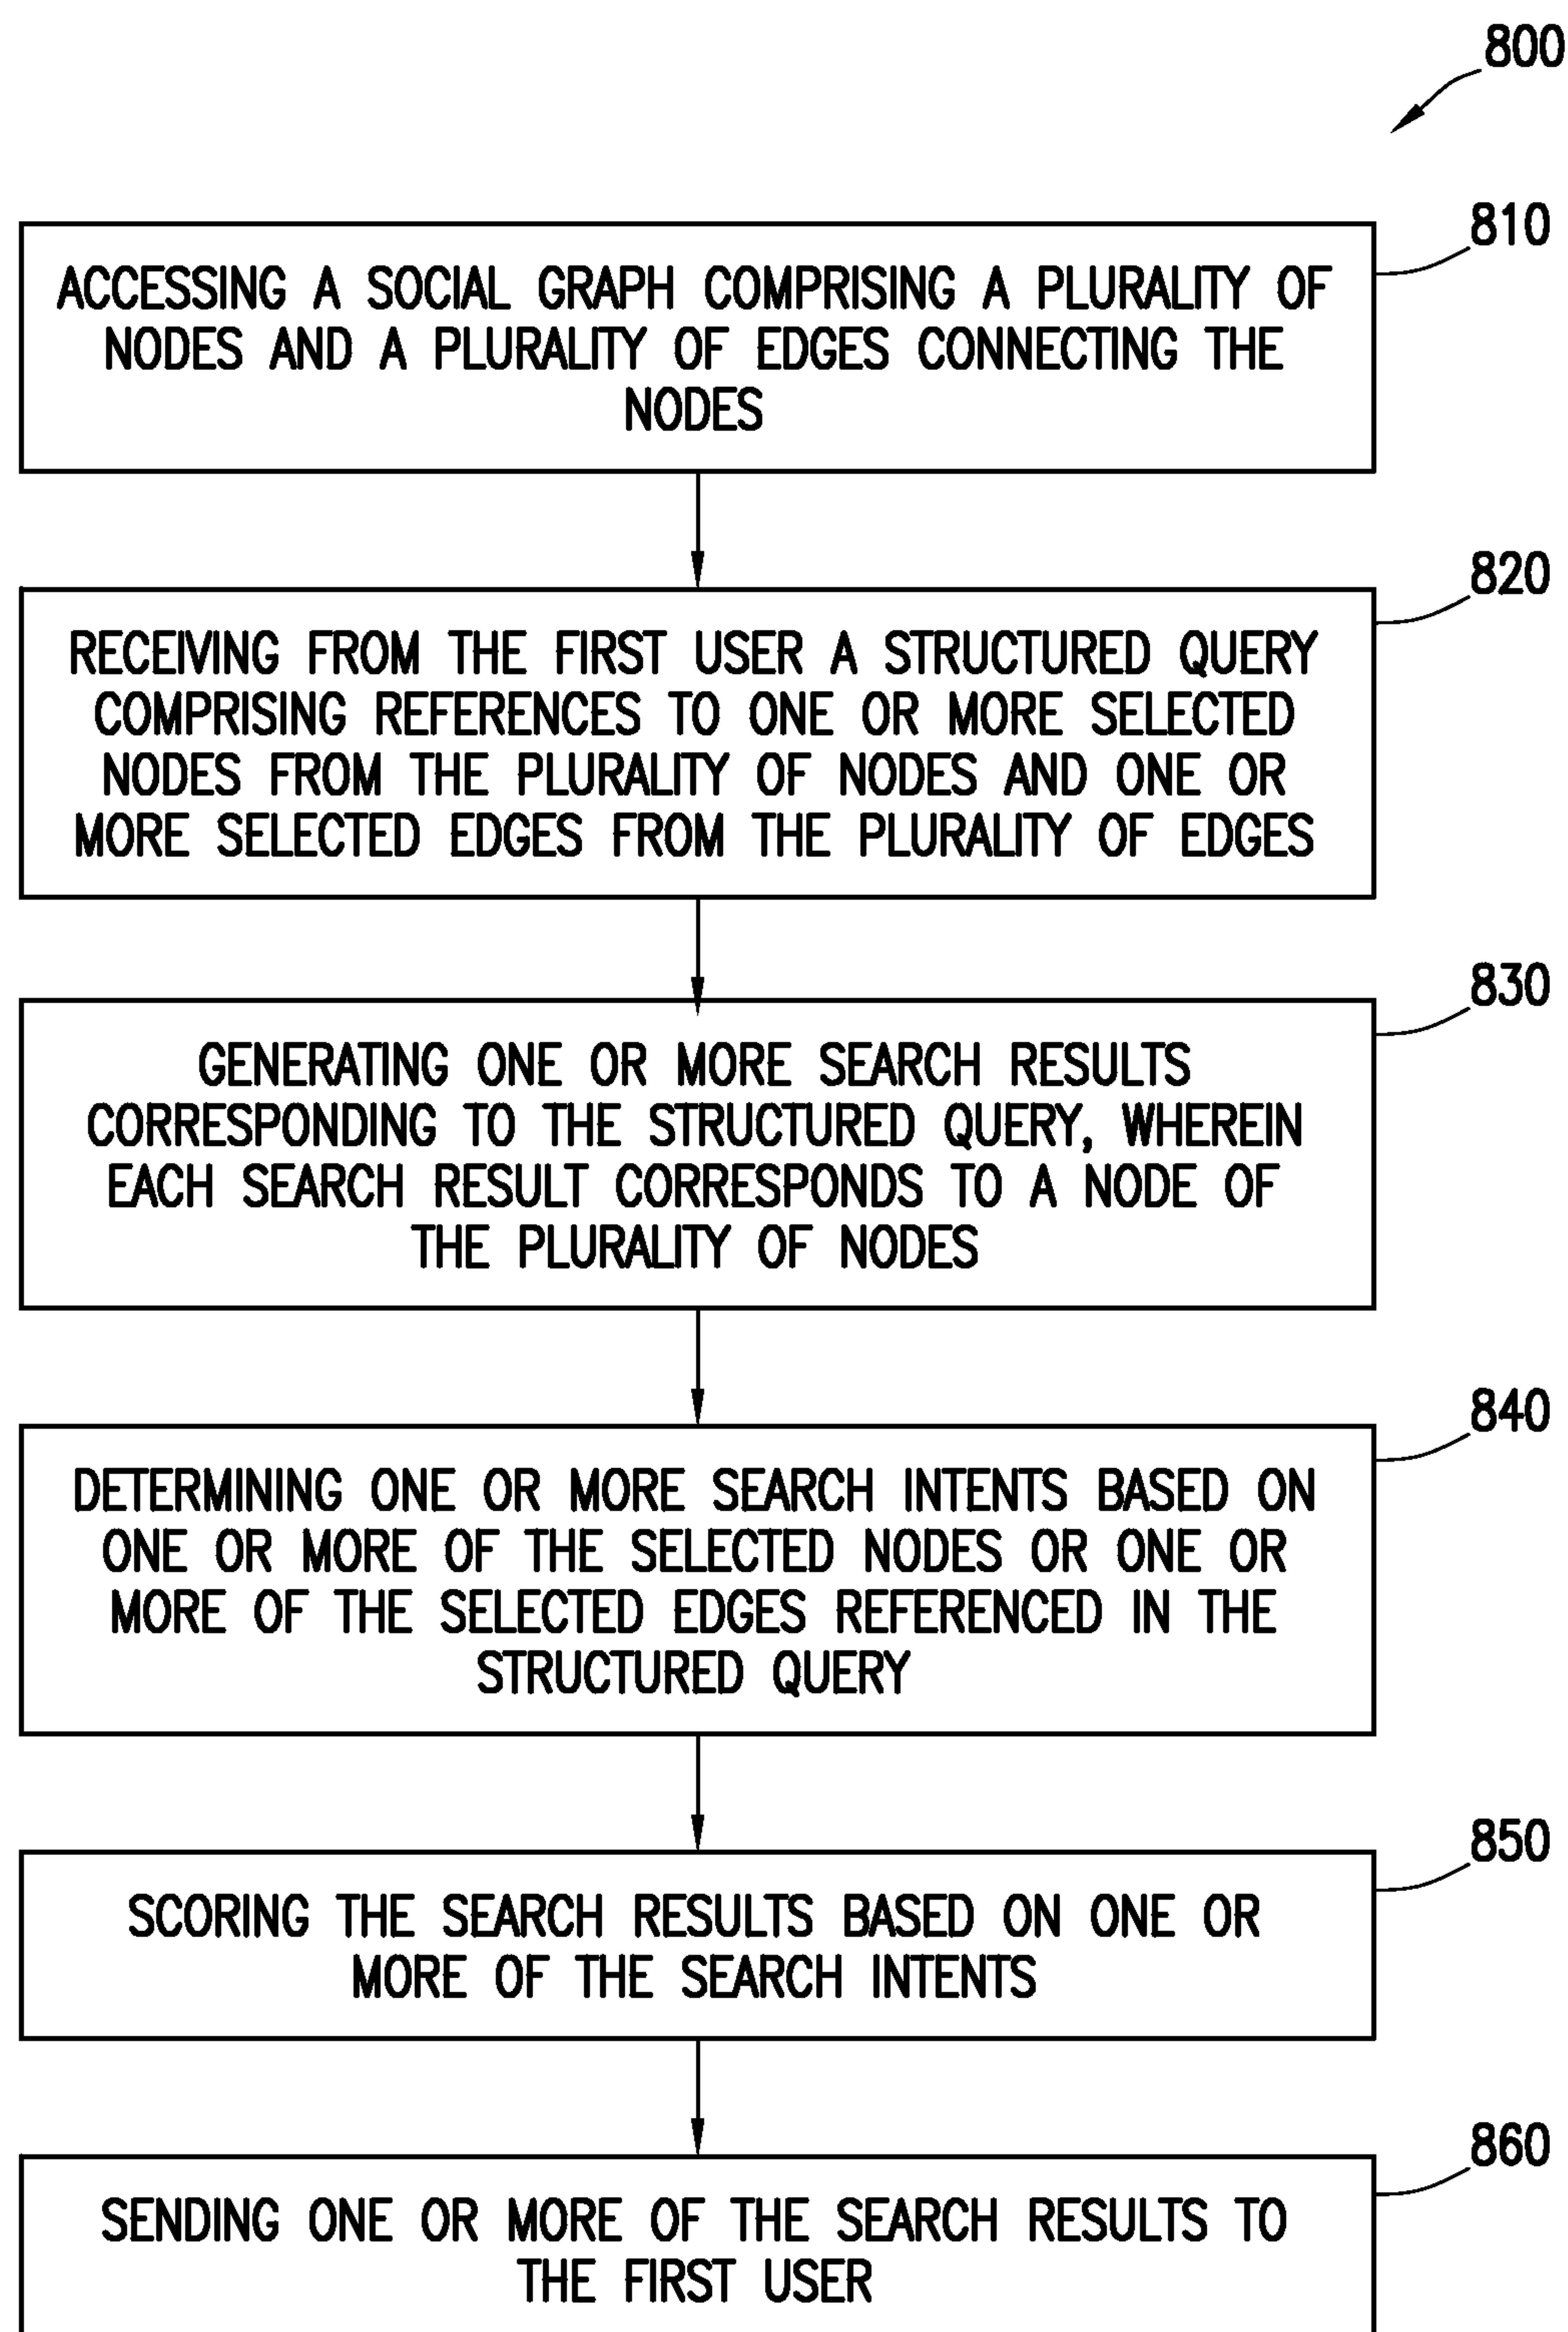 800
810
ACCESSING A SOCIAL GRAPH COMPRISING A PLURALITY OF
NODES AND A PLURALITY OF EDGES CONNECTING THE
NODES
820
RECEIVING FROM THE FIRST USER A STRUCTURED QUERY
COMPRISING REFERENCES TO ONE OR MORE SELECTED
NODES FROM THE PLURALITY OF NODES AND ONE OR
MORE SELECTED EDGES FROM THE PLURALITY OF EDGES
830
GENERATING ONE OR MORE SEARCH RESULTS
CORRESPONDING TO THE STRUCTURED QUERY, WHEREIN
EACH SEARCH RESULT CORRESPONDS TO A NODE OF
THE PLURALITY OF NODES
840
DETERMINING ONE OR MORE SEARCH INTENTS BASED ON
ONE OR MORE OF THE SELECTED NODES OR ONE OR
MORE OF THE SELECTED EDGES REFERENCED IN THE
STRUCTURED QUERY
850
SCORING THE SEARCH RESULTS BASED ON ONE OR
MORE OF THE SEARCH INTENTS
860
SENDING ONE OR MORE OF THE SEARCH RESULTS TO
THE FIRST USER